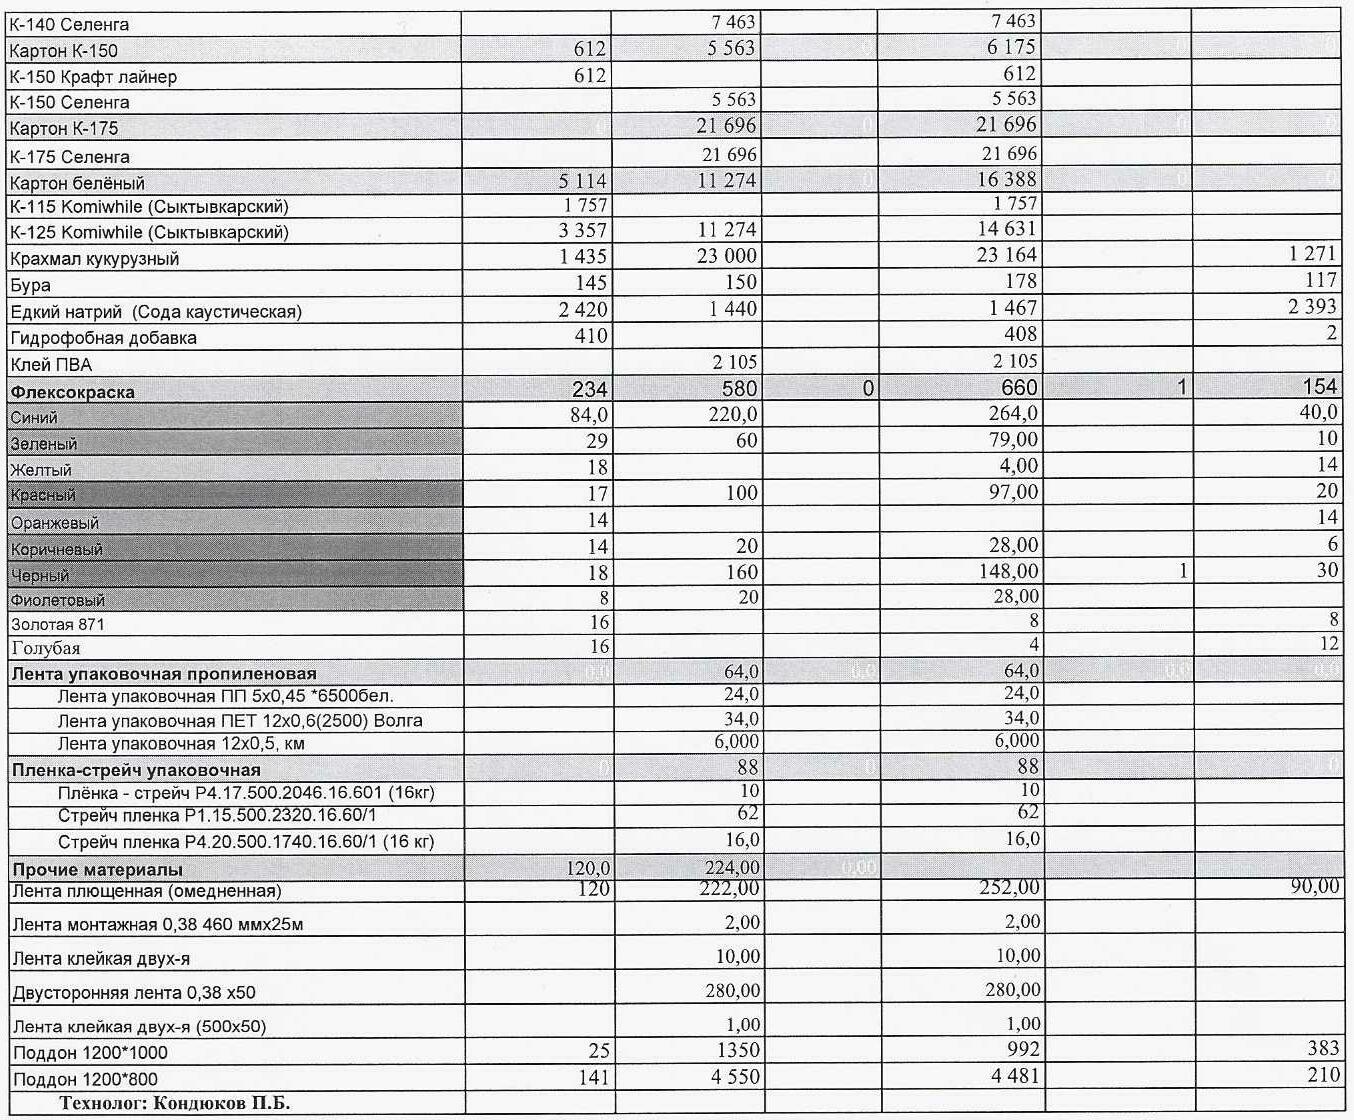 К-140 Селенга 7 463 7 463
Картон К-150 612 5 563 0 6 175 0 0
К-150 Крафт лайнер 612 612
К-150 Селенга 5 563 5 563
Картон К-175 0 21 696 0 21 696 0 0
К-175 Селенга 21 696 21 696
Картон белёный 5 114 11 274 0 16 388 0 0
К-115 Komiwhile (Сыктывкарский) 1 757 1 757
К-125 Komiwhile (Сыктывкарский) 3 357 11 274 14 631
Крахмал кукурузный 1 435 23 000 23 164 1 271
Бура 145 150 178 117
Едкий натрий (Сода каустическая) 2 420 1 440 1 467 2 393
Гидрофобная добавка 410 408 2
Клей ПВА 2 105 2 105
Флексокраска 234 580 0 660 1 154
Синий 84,0 220,0 264,0 40,0
Зеленый 29 60 79,00 10
Желтый 18 4,00 14
Красный 17 100 97,00 20
Оранжевый 14 14
Коричневый 14 20 28,00 6
Черный 18 160 148,00 1 30
Фиолетовый 8 20 28,00
Золотая 871 16 8 8
Голубая 16 4 12
Лента упаковочная пропиленовая 0,0 64,0 0,0 64,0 0,0 0,0
Лента упаковочная ПП 5х0,45 *6500бел. 24,0 24,0
Лента упаковочная ПЕТ 12х0,6(2500) Волга 34,0 34,0
Лента упаковочная 12х0,5, км 6,000 6,000
Пленка-стрейч упаковочная 0 88 0 88 0 0
Плёнка - стрейч Р4.17.500.2046.16.601 (16кг) 10 10
Стрейч пленка Р1.15.500.2320.16.60/1 62 62
Стрейч пленка Р4.20.500.1740.16.60/1 (16 кг) 16,0 16,0
Прочие материалы 120,0 224,00 0,00
Лента плющенная (омедненная) 120 222,00 252,00 90,00
Лента монтажная 0,38 460 ммх25м 2,00 2,00
Лента клейкая двух-я 10,00 10,00
Двусторонняя лента 0,38 х50 280,00 280,00
Лента клейкая двух-я (500х50) 1,00 1,00
Поддон 1200*1000 25 1350 992 383
Поддон 1200*800 141 4 550 4 481 210
Технолог: Кондюков П.Б.